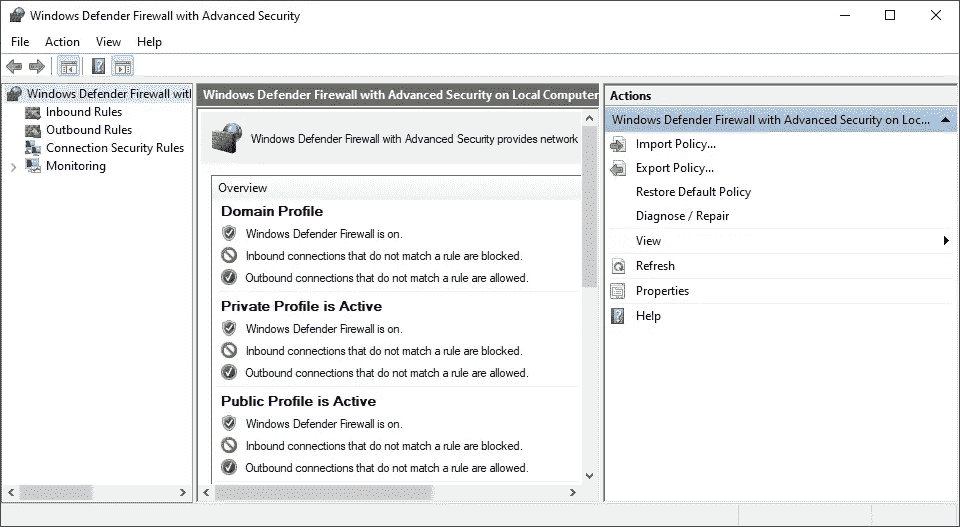 Windows Defender Firewall with Advanced Security
File Action View Help
Windows Defender Firewall wit
Inbound Rules
Outbound Rules
Connection Security Rules
Monitoring
Windows Defender Firewall with Advanced Security on Local Computer
Windows Defender Firewall with Advanced Security provides network
Overview
Domain Profile
Windows Defender Firewall is on.
Inbound connections that do not match a rule are blocked.
Outbound connections that do not match a rule are allowed.
Private Profile is Active
Windows Defender Firewall is on.
Inbound connections that do not match a rule are blocked.
Outbound connections that do not match a rule are allowed.
Public Profile is Active
Windows Defender Firewall is on.
Inbound connections that do not match a rule are blocked.
Outbound connections that do not match a rule are allowed.
Actions
Windows Defender Firewall with Advanced Security on Loc...
Import Policy...
Export Policy...
Restore Default Policy
Diagnose / Repair
View
Refresh
Properties
Help